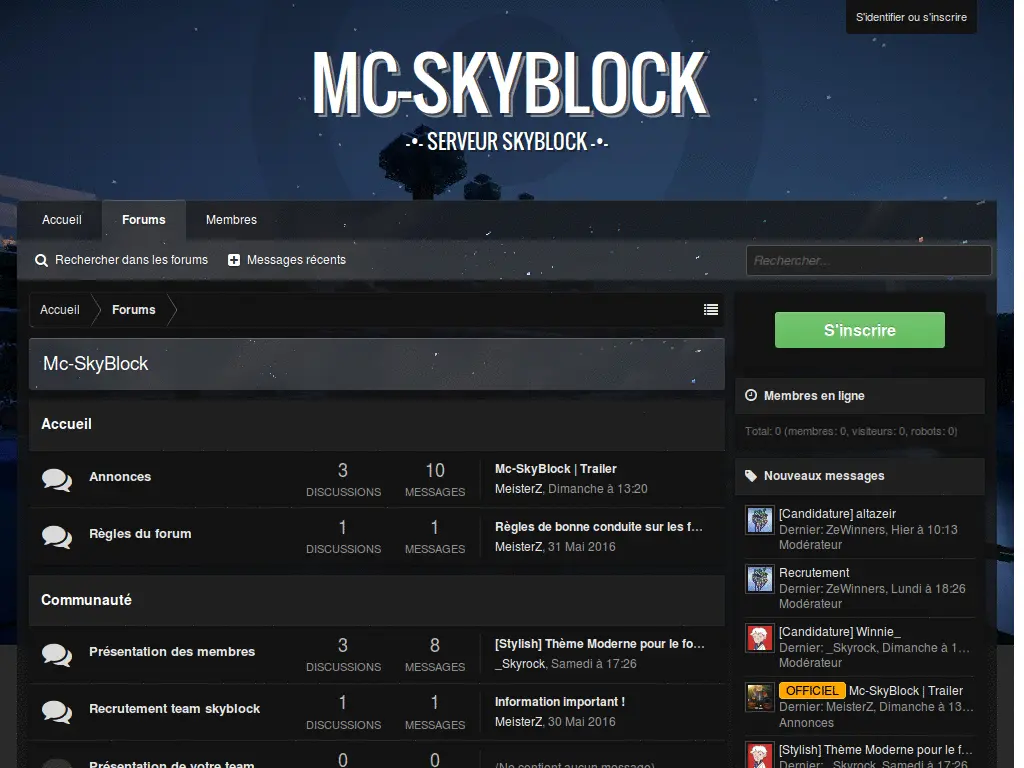 S'identifier ou s'inscrire
MC-SKYBLOCK
-•- SERVEUR SKYBLOCK -•-
Accueil
Forums
Membres
Rechercher dans les forums
Messages récents
Rechercher...
Accueil
Forums
S'inscrire
Mc-SkyBlock
Membres en ligne
Total: 0 (membres: 0, visiteurs: 0, robots: 0)
Accueil
Annonces
3
DISCUSSIONS
10
MESSAGES
Mc-SkyBlock | Trailer
MeisterZ, Dimanche à 13:20
Règles du forum
1
DISCUSSIONS
1
MESSAGES
Règles de bonne conduite sur les f...
MeisterZ, 31 Mai 2016
Communauté
Présentation des membres
3
DISCUSSIONS
8
MESSAGES
[Stylish] Thème Moderne pour le fo...
_Skyrock, Samedi à 17:26
Recrutement team skyblock
1
DISCUSSIONS
1
MESSAGES
Information important !
MeisterZ, 30 Mai 2016
Présentation de votre team
0
0
(Ne contient aucun message)
Nouveaux messages
[Candidature] altazeir
Dernier: ZeWinners, Hier à 10:13
Modérateur
Recrutement
Dernier: ZeWinners, Lundi à 18:26
Modérateur
[Candidature] Winnie_
Dernier: _Skyrock, Dimanche à 1...
Modérateur
OFFICIEL Mc-SkyBlock | Trailer
Dernier: MeisterZ, Dimanche à 13...
Annonces
[Stylish] Thème Moderne pour le f...
Dernier: _Skyrock, Samedi à 17:26